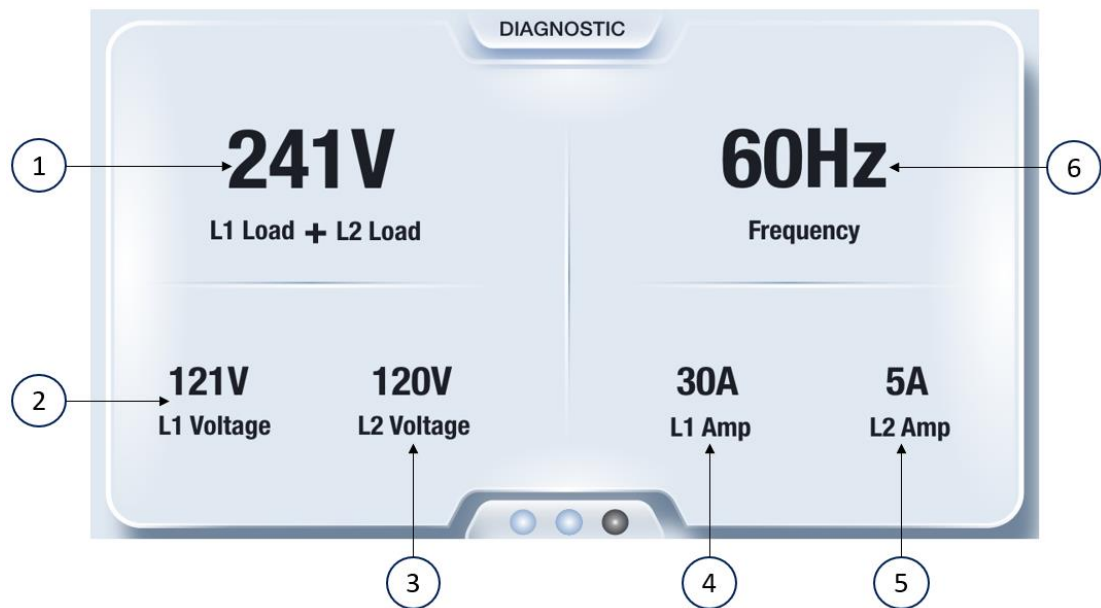 DIAGNOSTIC
1
241V
60Hz
6
L1 Load + L2 Load
Frequency
2
121V
120V
30A
5A
L1 Voltage
L2 Voltage
L1 Amp
L2 Amp
3
4
5